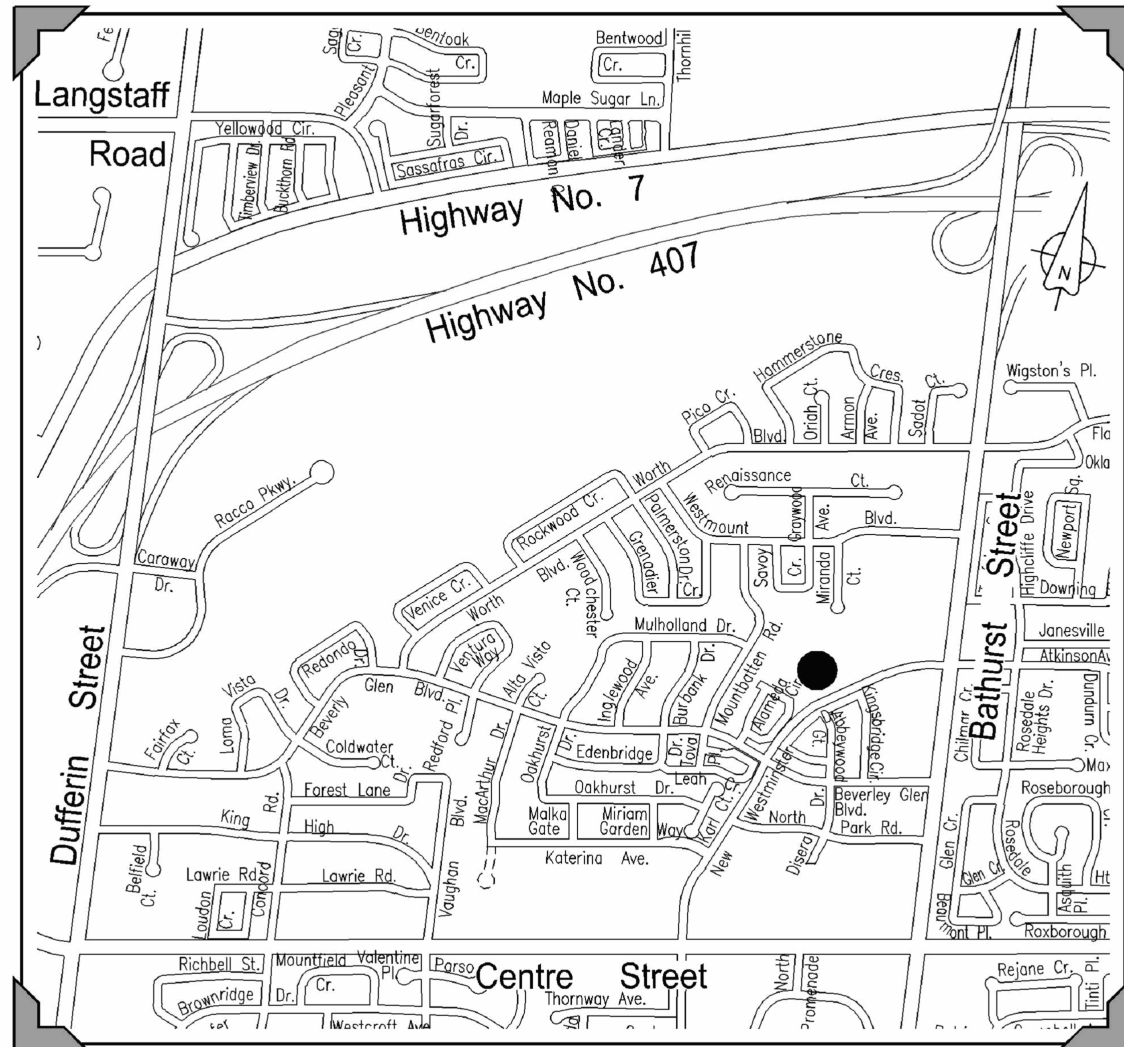 Bentoak
Cr.
Cr.
Pleasant
Bentwood
Cr.
Maple Sugar Ln.
Langstaff
Road
Yellowood Cir.
Timberview Dr.
Buckthorn Rd
Sugarforest
Dr.
Sassafras Cir.
Reamon
Daniel
Cr.
Highway No. 7
Highway No. 407
N
Hammerstone
Cres.
Wigston's Pl.
Pico Cr.
Blvd.
Oriah Ct.
Armon
Ave.
Sadot
Ct.
Worth
Renaissance
Ct.
Racco Pkwy.
Rockwood Cr.
Palmerston
Dr.
Cr.
Westmount
Graywood
Ave.
Blvd.
Highcliffe Drive
Newport
Sq.
Caraway
Dr.
Blvd.
Woodchester
Ct.
Grenadier
Savoy
Cr.
Miranda
Ct.
Downing
Venice Cr.
Worth
Mulholland Dr.
Mountbatten Rd.
Janesville
Atkinson Av
Redondo
Dr.
Ventura
Way
Glen
Blvd.
Alta Vista
Ct.
Inglewood
Ave.
Burbank
Dr.
Alameda
Cir.
Kingsbridge Cir.
Abbeywood
Gt.
Chilmar Cr.
Rosedale
Heights Dr.
Dundurn Cr.
Dufferin Street
Bathurst Street
Vista
Dr.
Loma
Fairfax
Ct.
Beverly
Coldwater
Ct.
Redford Pl.
MacArthur
Dr.
Oakhurst
Dr.
Edenbridge
Dr.
Tova
Pl.
Leah
Ct.
Westminster
Forest Lane
Dr.
Oakhurst Dr.
Karl Ct.
Beverley Glen
Blvd.
Roseborough
King
High
Dr.
Rd.
Blvd.
Malka
Gate
Miriam
Garden
Way
North
Dr.
Park Rd.
Glen Cr.
Rosedale
Belfield
Ct.
Katerina Ave.
New
Disera
Lawrie Rd.
Concord
Lawrie Rd.
Vaughan
Loudon
Cr.
Glen Cr.
Asquith
Pl.
Beaumont Pl.
Roxborough
Richbell St.
Mountfield
Cr.
Valentine
Pl.
Centre Street
North
Promenade
Rejane Cr.
Tinti Pl.
Brownridge
Dr.
Thornway Ave.
Westcroft Ave